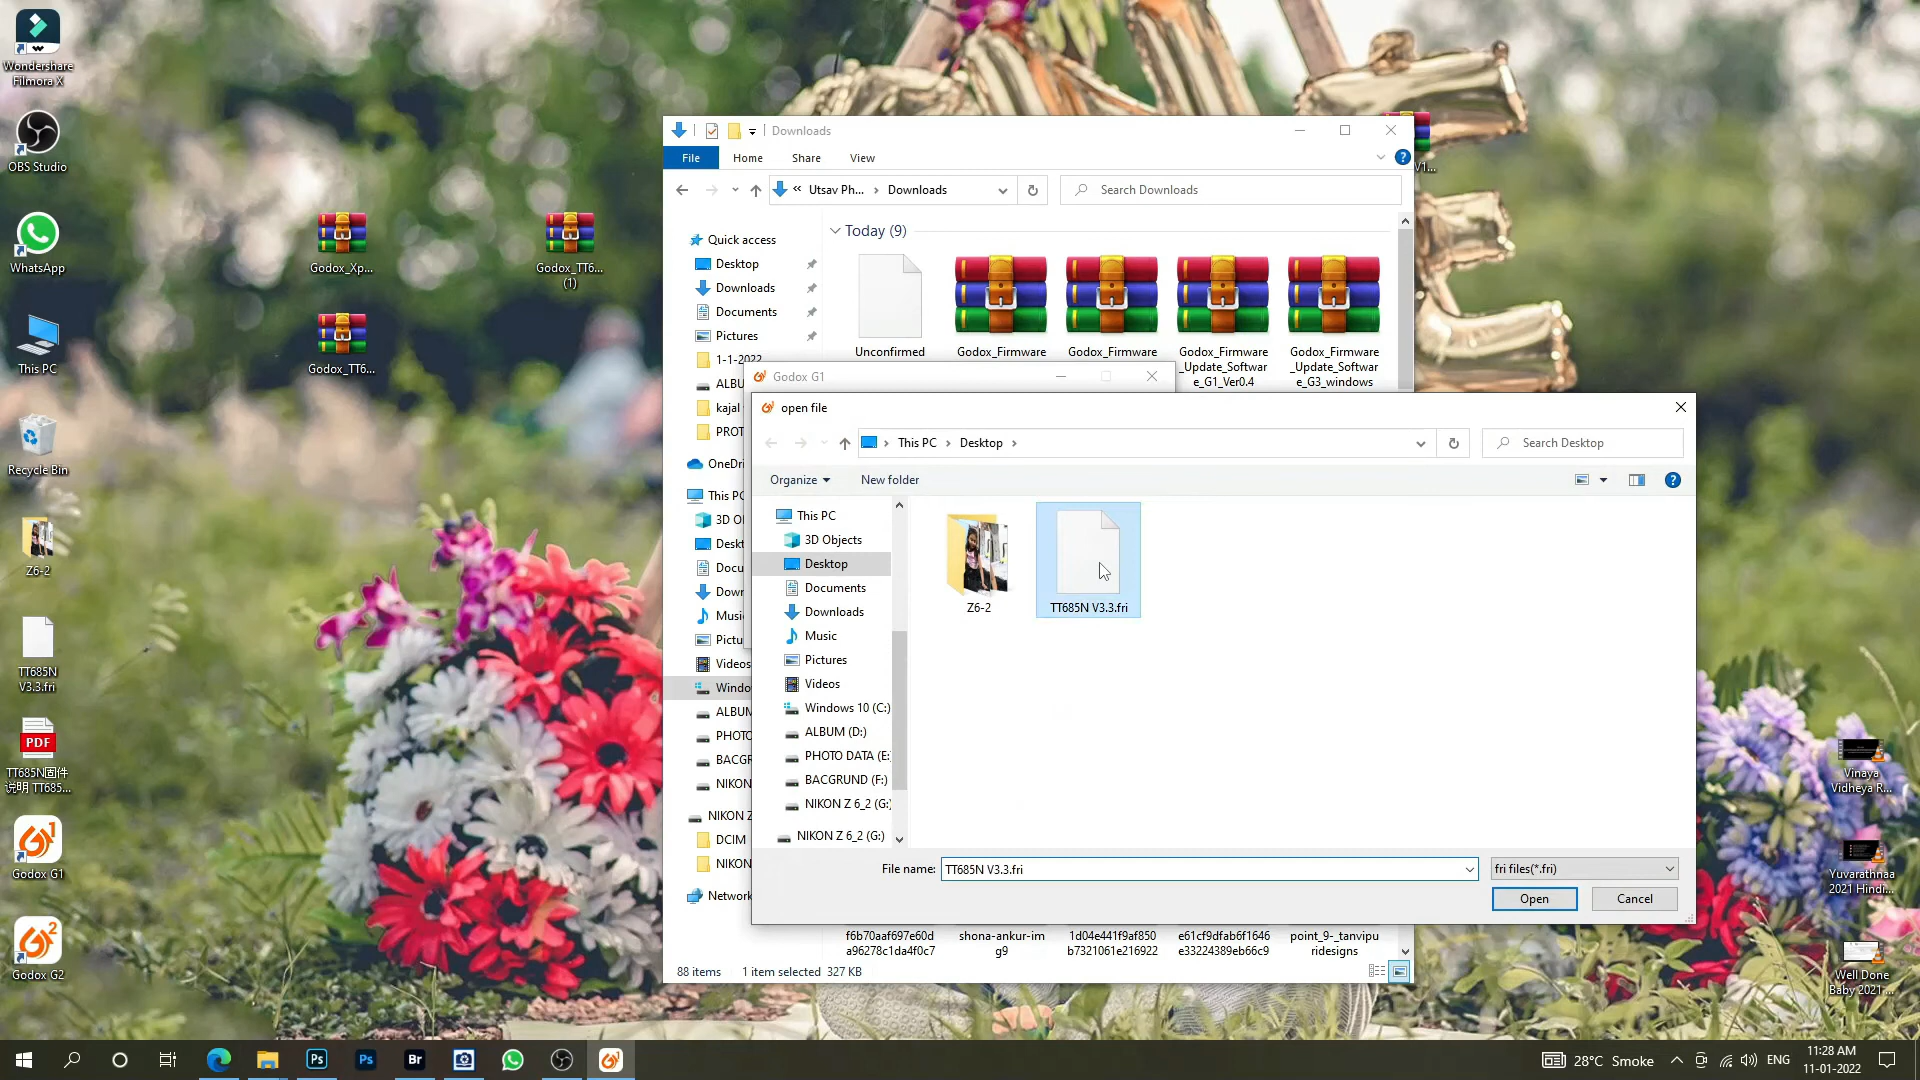 Wondershare
Filmora X
OBS Studio
WhatsApp
This PC
Recycle Bin
Z6-2
TT685N
V3.3.fri
PDF
TT685N固件
说明 TT685...
Godox G1
Godox G2
Godox_Xp...
Godox_TT6...
(1)
Godox_TT6...
V1...
Downloads
File
Home
Share
View
Utsav Ph...
Downloads
Search Downloads
Quick access
Desktop
Downloads
Documents
Pictures
1-1-2022
ALBU
kajal
PROT
OneDri
This PC
3D Ol
Deskt
Docu
Down
Music
Pictu
Videos
Windo
ALBUM
PHOTO
BACGR
NIKON
NIKON Z
DCIM
NIKON
Network
Today (9)
Unconfirmed
Godox_Firmware
Godox_Firmware
Godox_Firmware
_Update_Softwar
e_G1_Ver0.4
Godox_Firmware
_Update_Softwar
e_G3_windows
Godox G1
open file
This PC
Desktop
Search Desktop
Organize
New folder
This PC
3D Objects
Desktop
Documents
Downloads
Music
Pictures
Videos
Windows 10 (C:)
ALBUM (D:)
PHOTO DATA (E:
BACGRUND (F:)
NIKON Z 6_2 (G:)
NIKON Z 6_2 (G:)
Z6-2
TT685N V3.3.fri
File name:
TT685N V3.3.fri
fri files(*.fri)
Open
Cancel
f6b70aaf697e60d
a96278c1da4f0c7
shona-ankur-im
g9
1d04e441f9af850
b7321061e216922
e61cf9dfab6f1646
e33224389eb66c9
point_9-_tanvipu
ridesigns
88 items
1 item selected 327 KB
Vinaya
Vidheya R...
Yuvarathnaa
2021 Hindi...
Well Done
Baby 2021 ...
Ps
Ps
Br
28°C Smoke
ENG
11:28 AM
11-01-2022